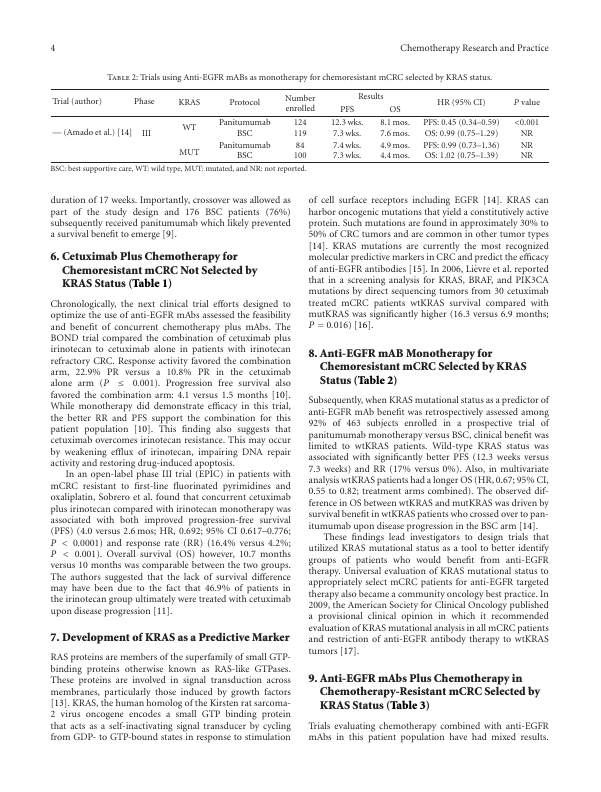 4
Chemotherapy Research and Practice
Table 2: Trials using Anti-EGFR mABs as monotherapy for chemoresistant mCRC selected by KRAS status.
Trial (author) Phase KRAS Protocol Number enrolled Results PFS OS HR (95% CI) P value
— (Amado et al.) [14] III
WT Panitumumab 124 12.3 wks. 8.1 mos. PFS: 0.45 (0.34–0.59) <0.001
BSC 119 7.3 wks. 7.6 mos. OS: 0.99 (0.75–1.29) NR
MUT Panitumumab 84 7.4 wks. 4.9 mos. PFS: 0.99 (0.73–1.36) NR
BSC 100 7.3 wks. 4.4 mos. OS: 1.02 (0.75–1.39) NR
BSC: best supportive care, WT: wild type, MUT: mutated, and NR: not reported.
duration of 17 weeks. Importantly, crossover was allowed as
part of the study design and 176 BSC patients (76%)
subsequently received panitumumab which likely prevented
a survival benefit to emerge [9].
6. Cetuximab Plus Chemotherapy for
Chemoresistant mCRC Not Selected by
KRAS Status (Table 1)
Chronologically, the next clinical trial efforts designed to
optimize the use of anti-EGFR mAbs assessed the feasibility
and benefit of concurrent chemotherapy plus mAbs. The
BOND trial compared the combination of cetuximab plus
irinotecan to cetuximab alone in patients with irinotecan
refractory CRC. Response activity favored the combination
arm, 22.9% PR versus a 10.8% PR in the cetuximab
alone arm (P ≤ 0.001). Progression free survival also
favored the combination arm: 4.1 versus 1.5 months [10].
While monotherapy did demonstrate efficacy in this trial,
the better RR and PFS support the combination for this
patient population [10]. This finding also suggests that
cetuximab overcomes irinotecan resistance. This may occur
by weakening efflux of irinotecan, impairing DNA repair
activity and restoring drug-induced apoptosis.
In an open-label phase III trial (EPIC) in patients with
mCRC resistant to first-line fluorinated pyrimidines and
oxaliplatin, Sobrero et al. found that concurrent cetuximab
plus irinotecan compared with irinotecan monotherapy was
associated with both improved progression-free survival
(PFS) (4.0 versus 2.6 mos; HR, 0.692; 95% CI 0.617–0.776;
P < 0.0001) and response rate (RR) (16.4% versus 4.2%;
P < 0.001). Overall survival (OS) however, 10.7 months
versus 10 months was comparable between the two groups.
The authors suggested that the lack of survival difference
may have been due to the fact that 46.9% of patients in
the irinotecan group ultimately were treated with cetuximab
upon disease progression [11].
7. Development of KRAS as a Predictive Marker
RAS proteins are members of the superfamily of small GTP-
binding proteins otherwise known as RAS-like GTPases.
These proteins are involved in signal transduction across
membranes, particularly those induced by growth factors
[13]. KRAS, the human homolog of the Kirsten rat sarcoma-
2 virus oncogene encodes a small GTP binding protein
that acts as a self-inactivating signal transducer by cycling
from GDP- to GTP-bound states in response to stimulation
of cell surface receptors including EGFR [14]. KRAS can
harbor oncogenic mutations that yield a constitutively active
protein. Such mutations are found in approximately 30% to
50% of CRC tumors and are common in other tumor types
[14]. KRAS mutations are currently the most recognized
molecular predictive markers in CRC and predict the efficacy
of anti-EGFR antibodies [15]. In 2006, Lièvre et al. reported
that in a screening analysis for KRAS, BRAF, and PIK3CA
mutations by direct sequencing tumors from 30 cetuximab
treated mCRC patients wtKRAS survival compared with
mutKRAS was significantly higher (16.3 versus 6.9 months;
P = 0.016) [16].
8. Anti-EGFR mAB Monotherapy for
Chemoresistant mCRC Selected by KRAS
Status (Table 2)
Subsequently, when KRAS mutational status as a predictor of
anti-EGFR mAb benefit was retrospectively assessed among
92% of 463 subjects enrolled in a prospective trial of
panitumumab monotherapy versus BSC, clinical benefit was
limited to wtKRAS patients. Wild-type KRAS status was
associated with significantly better PFS (12.3 weeks versus
7.3 weeks) and RR (17% versus 0%). Also, in multivariate
analysis wtKRAS patients had a longer OS (HR, 0.67; 95% CI,
0.55 to 0.82; treatment arms combined). The observed dif-
ference in OS between wtKRAS and mutKRAS was driven by
survival benefit in wtKRAS patients who crossed over to pan-
itumumab upon disease progression in the BSC arm [14].
These findings lead investigators to design trials that
utilized KRAS mutational status as a tool to better identify
groups of patients who would benefit from anti-EGFR
therapy. Universal evaluation of KRAS mutational status to
appropriately select mCRC patients for anti-EGFR targeted
therapy also became a community oncology best practice. In
2009, the American Society for Clinical Oncology published
a provisional clinical opinion in which it recommended
evaluation of KRAS mutational analysis in all mCRC patients
and restriction of anti-EGFR antibody therapy to wtKRAS
tumors [17].
9. Anti-EGFR mAbs Plus Chemotherapy in
Chemotherapy-Resistant mCRC Selected by
KRAS Status (Table 3)
Trials evaluating chemotherapy combined with anti-EGFR
mAbs in this patient population have had mixed results.